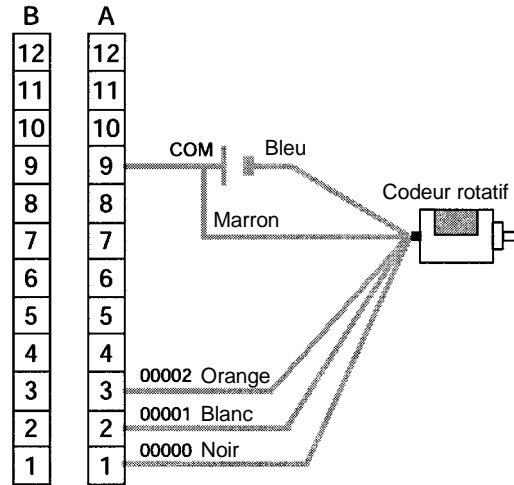 B A
12 12
11 11
10 10
COM Bleu
9 9
Codeur rotatif
8 8
Marron
7 7
6 6
5 5
4 4
00002 Orange
3 3
00001 Blanc
2 2
00000 Noir
1 1